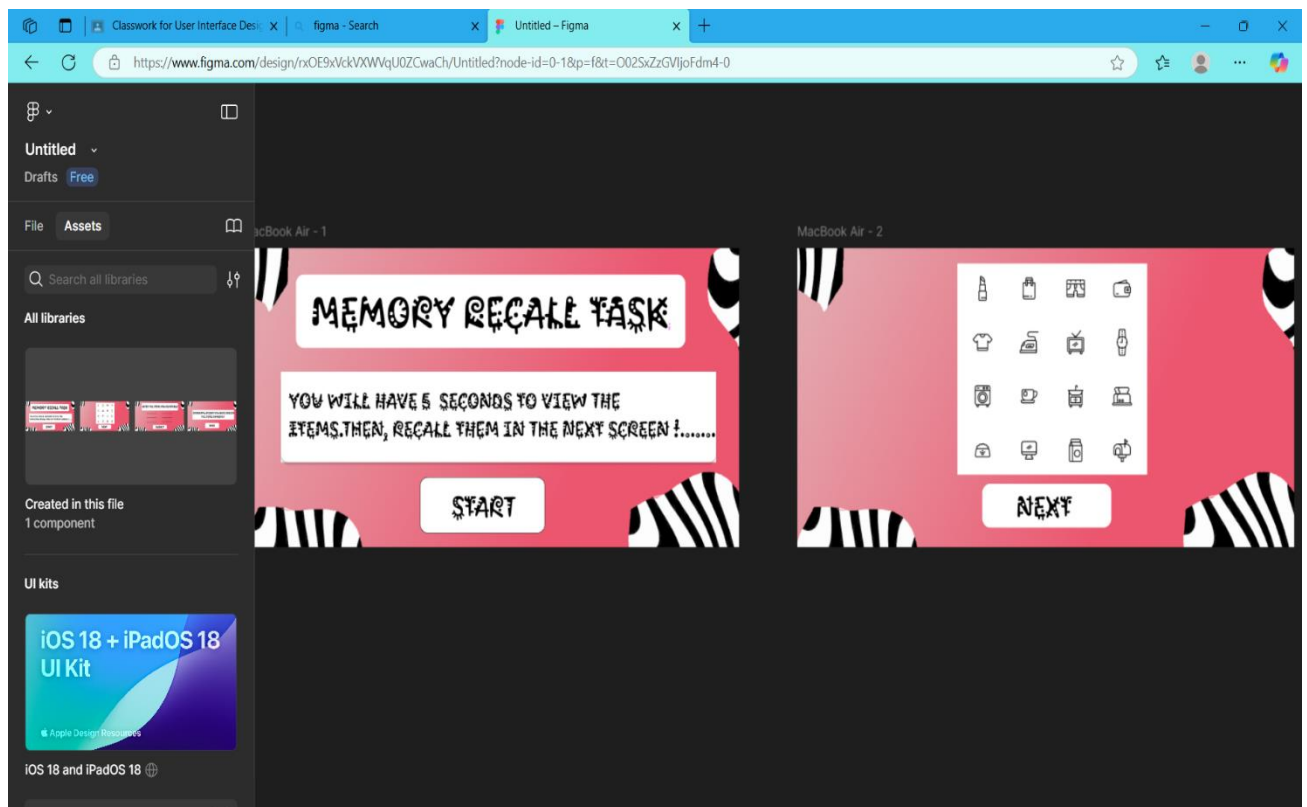 Classwork for User Interface Desi
figma - Search
Untitled – Figma
https://www.figma.com/design/rxOE9xVckVXWVqU0ZCwaCh/Untitled?node-id=0-1&p=f&t=O02SxZzGVIjoFdm4-0
Untitled
Drafts Free
File Assets
Search all libraries
All libraries
Created in this file
1 component
UI kits
iOS 18 + iPadOS 18
UI Kit
Apple Design Resources
iOS 18 and iPadOS 18
acBook Air - 1
MEMORY RECALL TASK
YOU WILL HAVE 5 SECONDS TO VIEW THE
ITEMS.THEN, RECALL THEM IN THE NEXT SCREEN !.......
START
MacBook Air - 2
NEXT